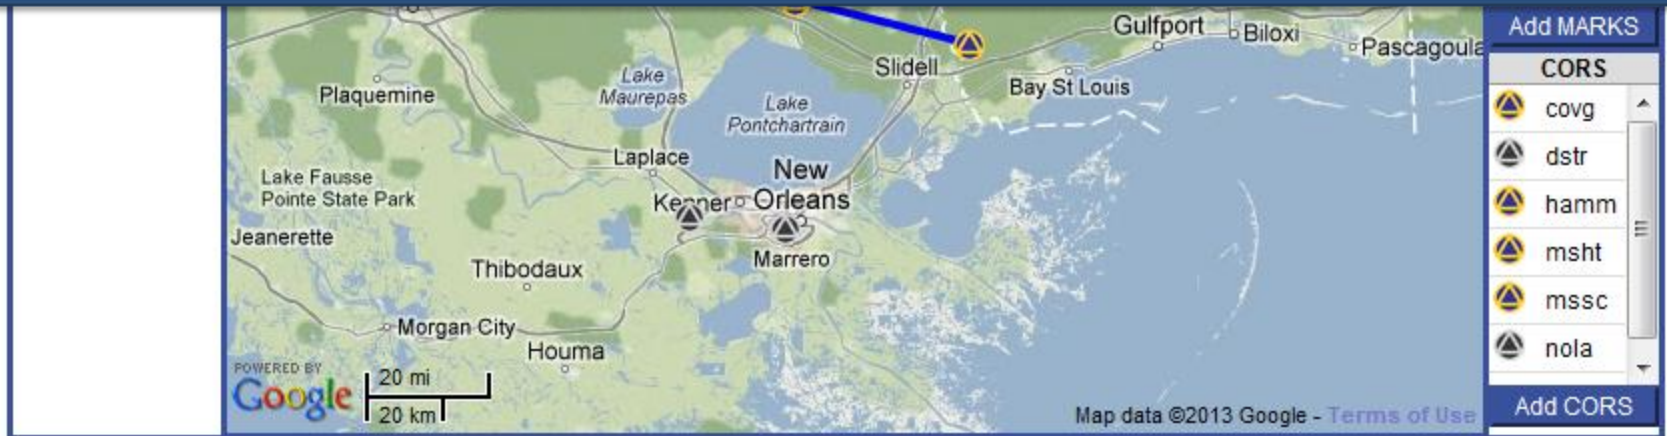 Gulfport
Biloxi
Pascagoula
Slidell
Bay St Louis
Lake
Maurepas
Plaquemine
Lake
Pontchartrain
Laplace
New
Orleans
Lake Fausse
Pointe State Park
Kenner
Jeanerette
Marrero
Thibodaux
Morgan City
Houma
POWERED BY
Google
20 mi
20 km
Map data ©2013 Google - Terms of Use
Add MARKS
CORS
covg
dstr
hamm
msht
mssc
nola
Add CORS